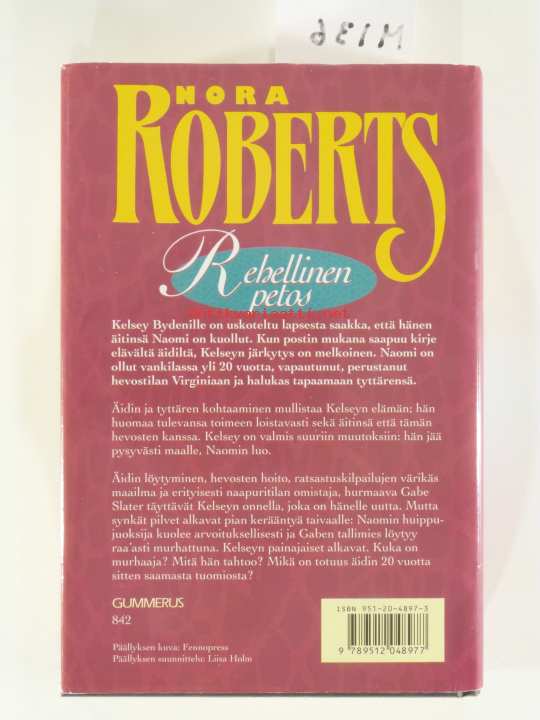 M136
NORA
ROBERTS
Rehellinen
petos
Kelsey Bydenille on uskoteltu lapsesta saakka, että hänen
äitinsä Naomi on kuollut. Kun postin mukana saapuu kirje
elävältä äidiltä, Kelseyn järkytys on melkoinen. Naomi on
ollut vankilassa yli 20 vuotta, vapautunut, perustanut
hevostilan Virginiaan ja halukas tapaamaan tyttärensä.
Äidin ja tyttären kohtaaminen mullistaa Kelseyn elämän; hän
huomaa tulevansa toimeen loistavasti sekä äitinsä että tämän
hevosten kanssa. Kelsey on valmis suuriin muutoksiin: hän jää
pysyvästi maalle, Naomin luo.
Äidin löytyminen, hevosten hoito, ratsastuskilpailujen värikäs
maailma ja erityisesti naapuritilan omistaja, hurmaava Gabe
Slater täyttävät Kelseyn onnella, joka on hänelle uutta. Mutta
synkät pilvet alkavat pian kerääntyä taivaalle: Naomin huippu-
juoksija kuolee arvoituksellisesti ja Gaben tallimies löytyy
raa'asti murhattuna. Kelseyn painajaiset alkavat. Kuka on
murhaaja? Mitä hän tahtoo? Mikä on totuus äidin 20 vuotta
sitten saamasta tuomiosta?
GUMMERUS
842
Päällyksen kuva: Fennopress
Päällyksen suunnittelu: Liisa Holm
ISBN 951-20-4897-3
9 789512 048977